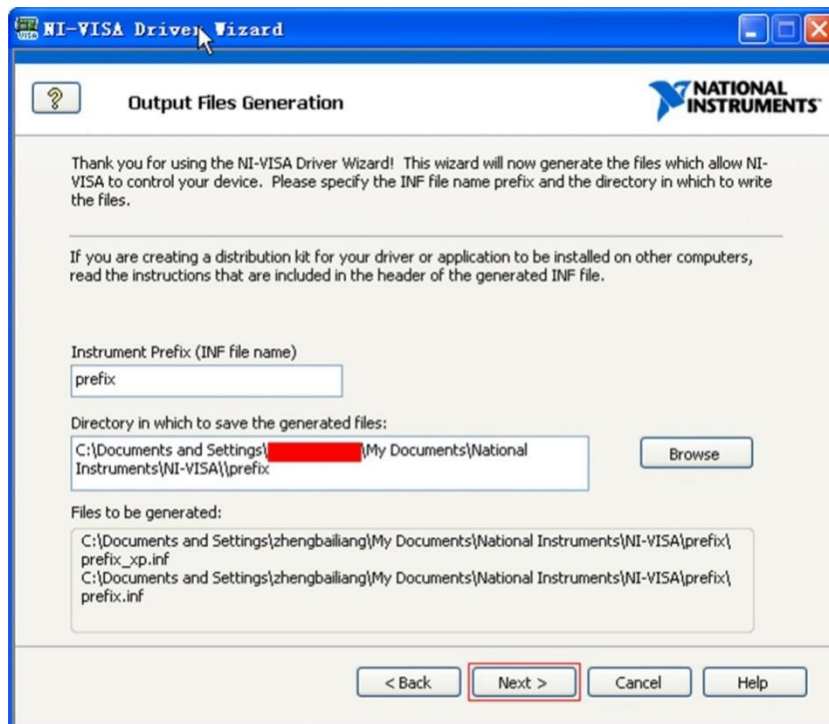 NI-VISA Driver Wizard
Output Files Generation
NATIONAL
INSTRUMENTS
Thank you for using the NI-VISA Driver Wizard! This wizard will now generate the files which allow NI-
VISA to control your device. Please specify the INF file name prefix and the directory in which to write
the files.
If you are creating a distribution kit for your driver or application to be installed on other computers,
read the instructions that are included in the header of the generated INF file.
Instrument Prefix (INF file name)
prefix
Directory in which to save the generated files:
C:\Documents and Settings\ \My Documents\National
Instruments\NI-VISA\\prefix
Browse
Files to be generated:
C:\Documents and Settings\zhengbailiang\My Documents\National Instruments\NI-VISA\prefix\
prefix_xp.inf
C:\Documents and Settings\zhengbailiang\My Documents\National Instruments\NI-VISA\prefix\
prefix.inf
< Back
Next >
Cancel
Help